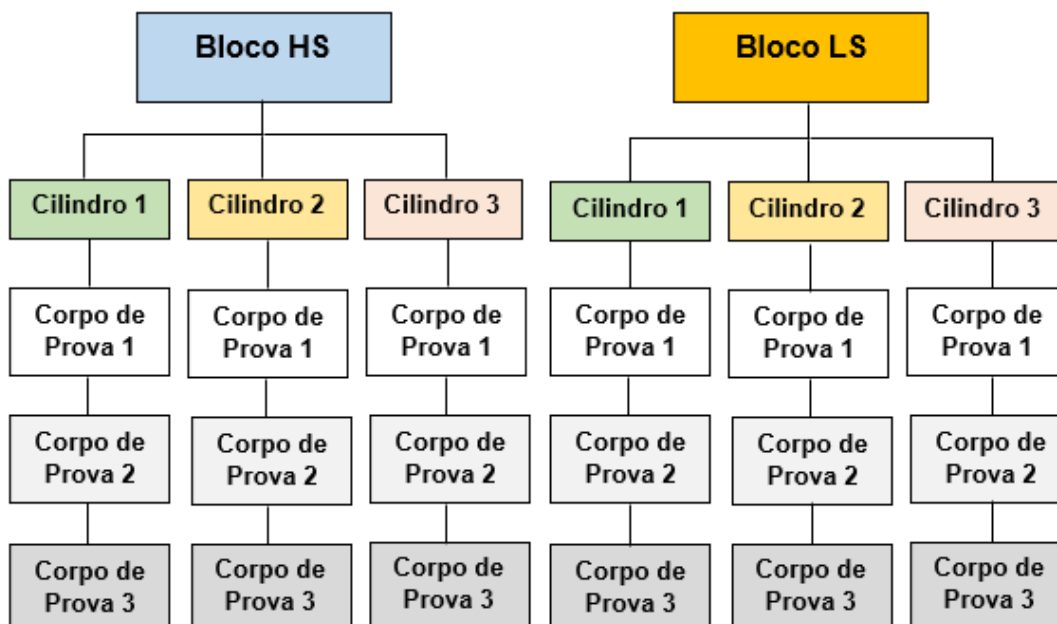 Bloco HS
Bloco LS
Cilindro 1
Cilindro 2
Cilindro 3
Cilindro 1
Cilindro 2
Cilindro 3
Corpo de
Prova 1
Corpo de
Prova 1
Corpo de
Prova 1
Corpo de
Prova 1
Corpo de
Prova 1
Corpo de
Prova 1
Corpo de
Prova 2
Corpo de
Prova 2
Corpo de
Prova 2
Corpo de
Prova 2
Corpo de
Prova 2
Corpo de
Prova 2
Corpo de
Prova 3
Corpo de
Prova 3
Corpo de
Prova 3
Corpo de
Prova 3
Corpo de
Prova 3
Corpo de
Prova 3